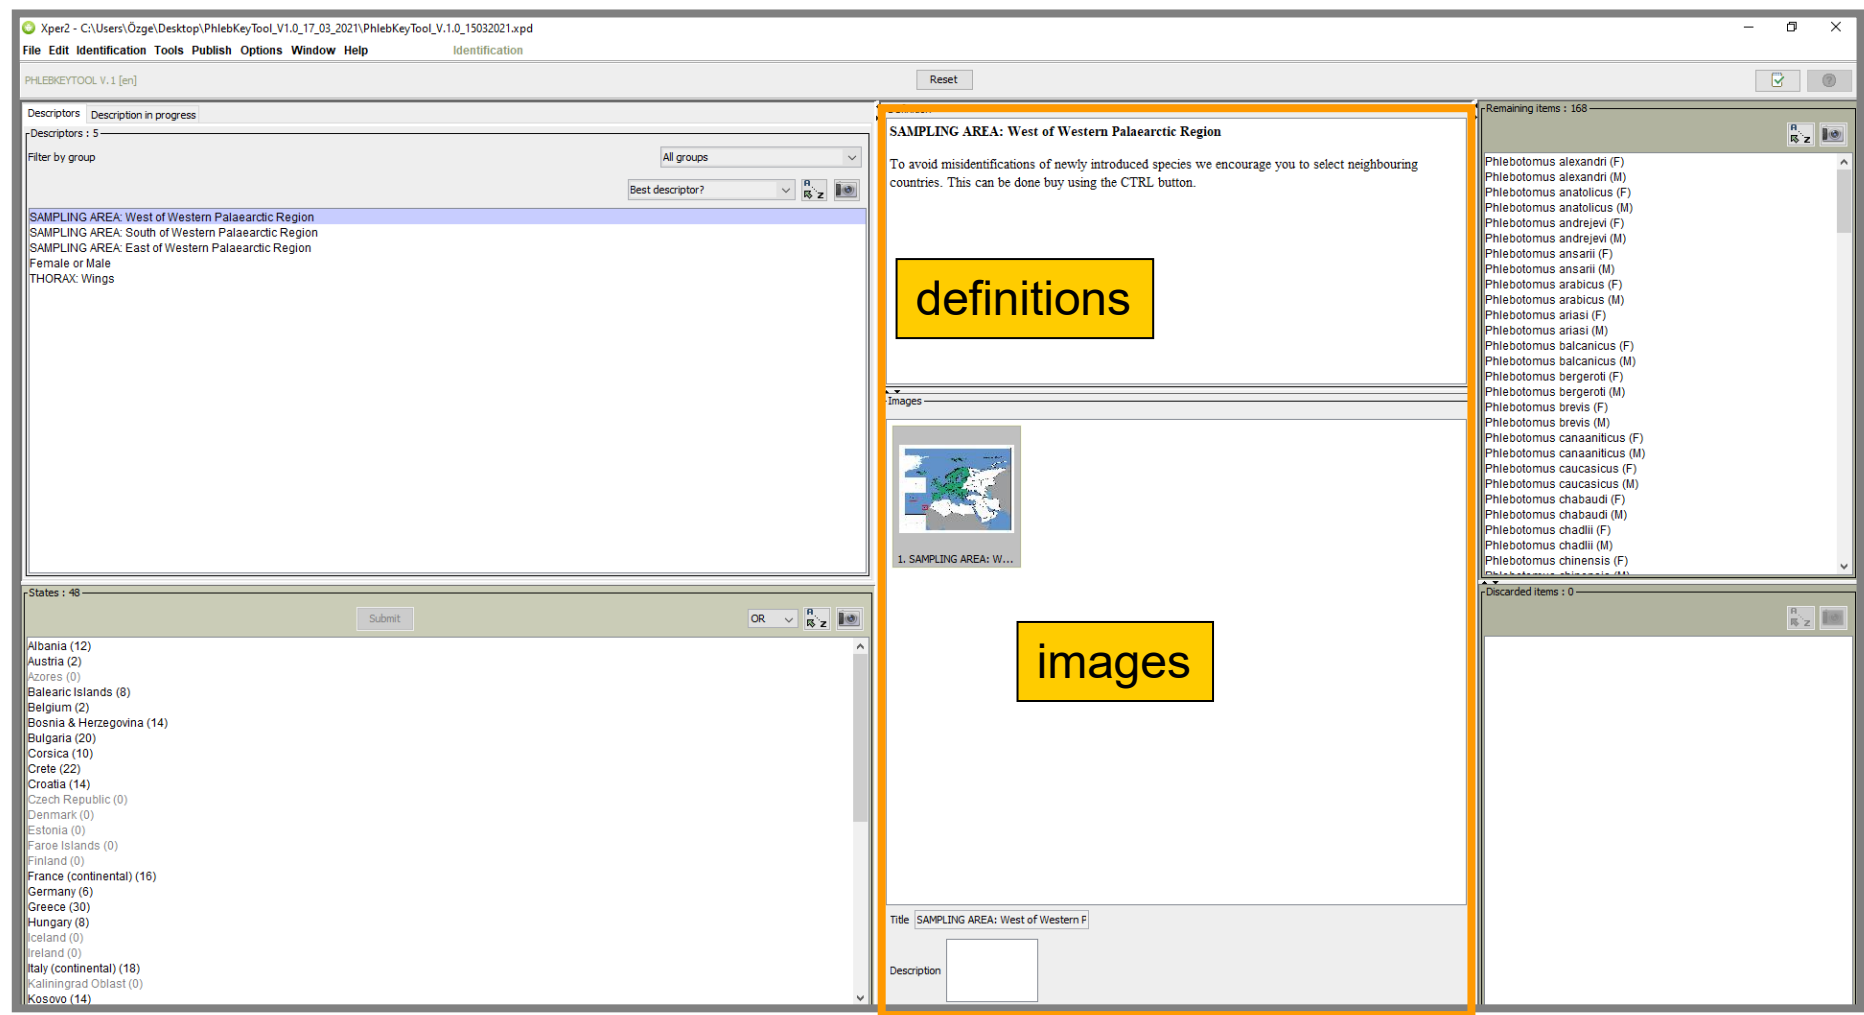 Xper2 - C:\Users\Özge\Desktop\PhlebKeyTool_V1.0_17_03_2021\PhlebKeyTool_V.1.0_15032021.xpd
File Edit Identification Tools Publish Options Window Help Identification
PHLEBKEYTOOL V.1 [en]
Reset
Descriptors Description in progress
Descriptors : 5
Filter by group
All groups
Best descriptor?
SAMPLING AREA: West of Western Palaearctic Region
SAMPLING AREA: South of Western Palaearctic Region
SAMPLING AREA: East of Western Palaearctic Region
Female or Male
THORAX: Wings
States : 48
Submit
OR
Albania (12)
Austria (2)
Azores (0)
Balearic Islands (8)
Belgium (2)
Bosnia & Herzegovina (14)
Bulgaria (20)
Corsica (10)
Crete (22)
Croatia (14)
Czech Republic (0)
Denmark (0)
Estonia (0)
Faroe Islands (0)
Finland (0)
France (continental) (16)
Germany (6)
Greece (30)
Hungary (8)
Iceland (0)
Ireland (0)
Italy (continental) (18)
Kaliningrad Oblast (0)
Kosovo (14)
SAMPLING AREA: West of Western Palaearctic Region
To avoid misidentifications of newly introduced species we encourage you to select neighbouring
countries. This can be done buy using the CTRL button.
definitions
Images
1. SAMPLING AREA: W...
images
Title SAMPLING AREA: West of Western P
Description
Remaining items : 168
Phlebotomus alexandri (F)
Phlebotomus alexandri (M)
Phlebotomus anatolicus (F)
Phlebotomus anatolicus (M)
Phlebotomus andrejevi (F)
Phlebotomus andrejevi (M)
Phlebotomus ansarii (F)
Phlebotomus ansarii (M)
Phlebotomus arabicus (F)
Phlebotomus arabicus (M)
Phlebotomus ariasi (F)
Phlebotomus ariasi (M)
Phlebotomus balcanicus (F)
Phlebotomus balcanicus (M)
Phlebotomus bergeroti (F)
Phlebotomus bergeroti (M)
Phlebotomus brevis (F)
Phlebotomus brevis (M)
Phlebotomus canaaniticus (F)
Phlebotomus canaaniticus (M)
Phlebotomus caucasicus (F)
Phlebotomus caucasicus (M)
Phlebotomus chabaudi (F)
Phlebotomus chabaudi (M)
Phlebotomus chadlii (F)
Phlebotomus chadlii (M)
Phlebotomus chinensis (F)
Discarded items : 0